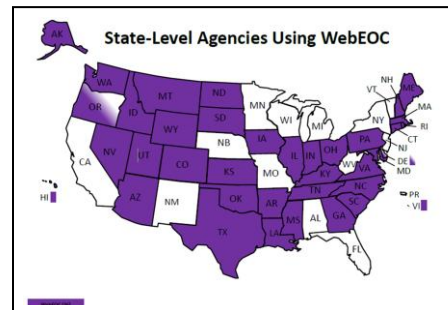 State-Level Agencies Using WebEOC
AK
WA
MT
ND
MN
NH
VT
ME
MA
OR
ID
SD
WI
MI
NY
RI
WY
CT
NV
UT
NB
IA
PA
NJ
CA
CO
IL
IN
OH
DE
WV
MD
KS
MO
KY
VA
HI
AZ
NM
OK
AR
TN
NC
PR
VI
TX
MS
AL
GA
SC
LA
FL